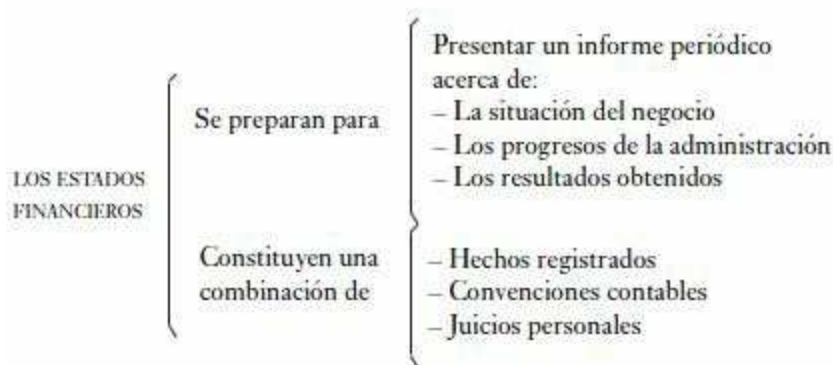 LOS ESTADOS
FINANCIEROS
Se preparan para
Presentar un informe periódico
acerca de:
– La situación del negocio
– Los progresos de la administración
– Los resultados obtenidos
Constituyen una
combinación de
– Hechos registrados
– Convenciones contables
– Juicios personales